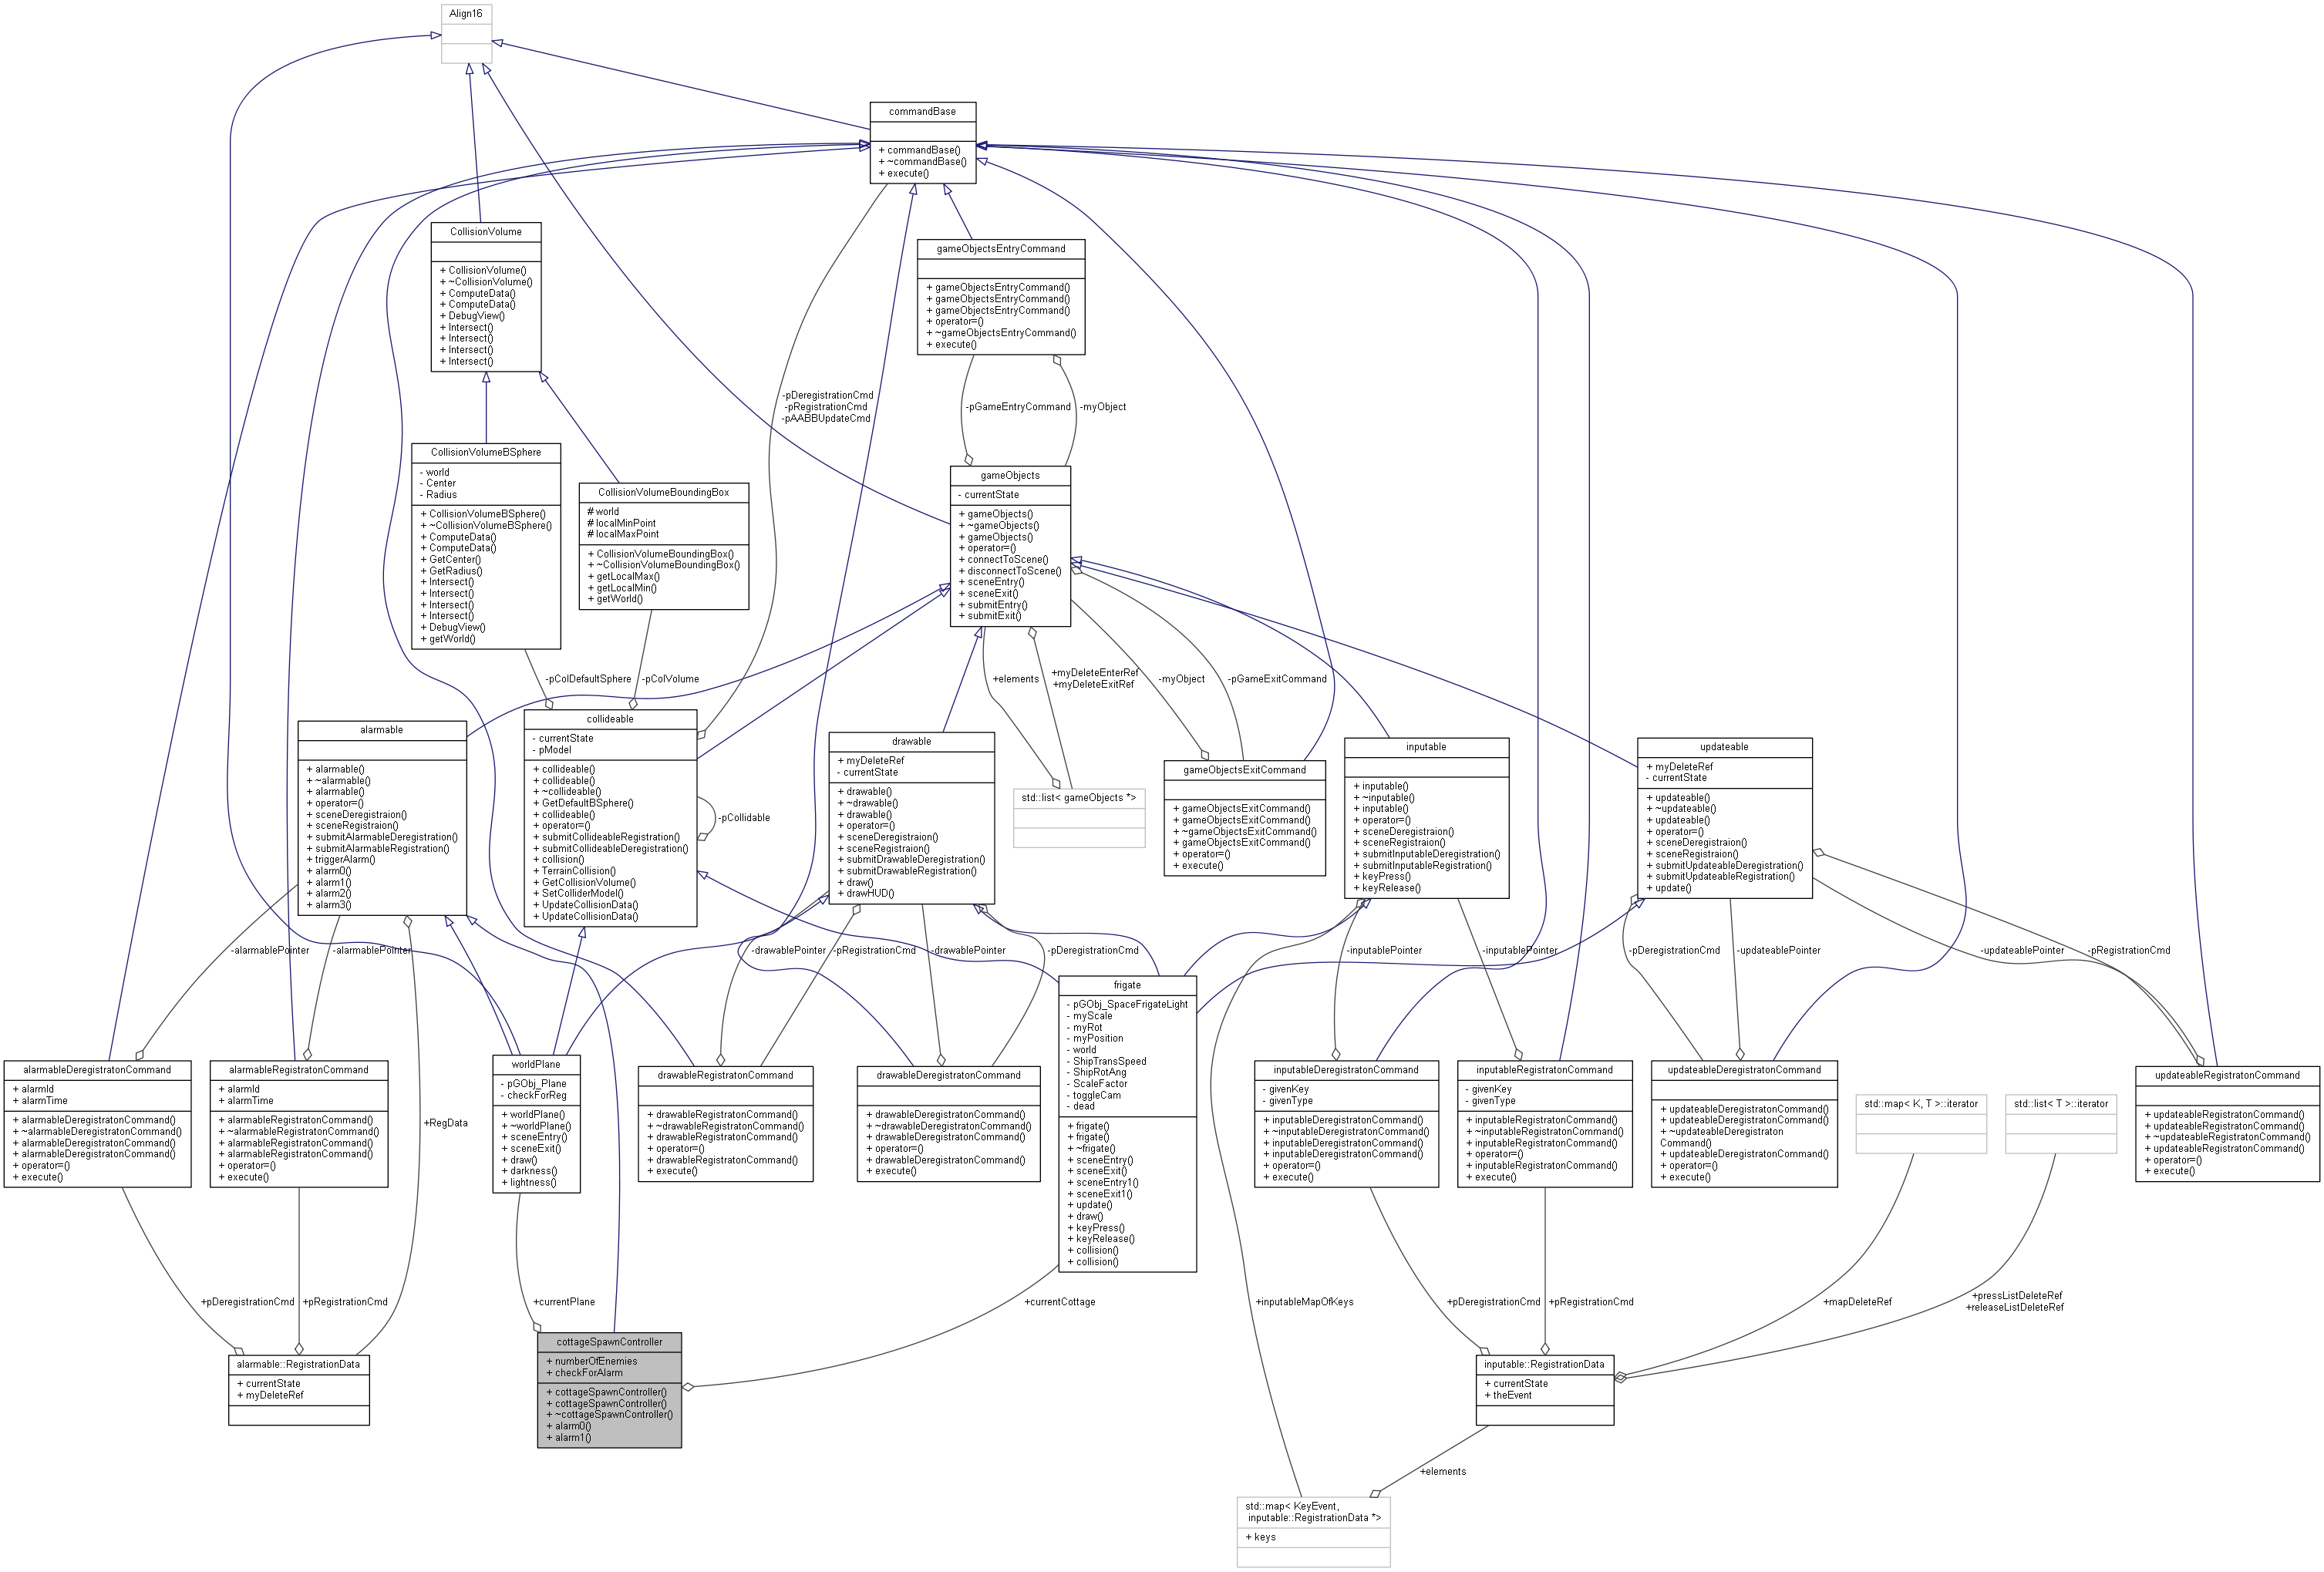 Align16
commandBase
+ commandBase()
+ ~commandBase()
+ execute()
CollisionVolume
+ CollisionVolume()
+ ~CollisionVolume()
+ ComputeData()
+ ComputeData()
+ DebugView()
+ Intersect()
+ Intersect()
+ Intersect()
+ Intersect()
gameObjectsEntryCommand
+ gameObjectsEntryCommand()
+ gameObjectsEntryCommand()
+ gameObjectsEntryCommand()
+ operator=()
+ ~gameObjectsEntryCommand()
+ execute()
-pDeregistrationCmd
-pRegistrationCmd
-pAABBUpdateCmd
-pGameEntryCommand
-myObject
CollisionVolumeBSphere
- world
- Center
- Radius
+ CollisionVolumeBSphere()
+ ~CollisionVolumeBSphere()
+ ComputeData()
+ ComputeData()
+ GetCenter()
+ GetRadius()
+ Intersect()
+ Intersect()
+ Intersect()
+ Intersect()
+ DebugView()
+ getWorld()
CollisionVolumeBoundingBox
# world
# localMinPoint
# localMaxPoint
+ CollisionVolumeBoundingBox()
+ ~CollisionVolumeBoundingBox()
+ getLocalMax()
+ getLocalMin()
+ getWorld()
gameObjects
- currentState
+ gameObjects()
+ ~gameObjects()
+ gameObjects()
+ operator=()
+ connectToScene()
+ disconnectToScene()
+ sceneEntry()
+ sceneExit()
+ submitEntry()
+ submitExit()
-pColDefaultSphere
-pColVolume
+elements
+myDeleteEnterRef
+myDeleteExitRef
-myObject
-pGameExitCommand
alarmable
+ alarmable()
+ ~alarmable()
+ alarmable()
+ operator=()
+ sceneDeregistraion()
+ sceneRegistraion()
+ submitAlarmableDeregistration()
+ submitAlarmableRegistration()
+ triggerAlarm()
+ alarm0()
+ alarm1()
+ alarm2()
+ alarm3()
collideable
- currentState
- pModel
+ collideable()
+ collideable()
+ ~collideable()
+ GetDefaultBSphere()
+ collideable()
+ operator=()
+ submitCollideableRegistration()
+ submitCollideableDeregistration()
+ collision()
+ TerrainCollision()
+ GetCollisionVolume()
+ SetColliderModel()
+ UpdateCollisionData()
+ UpdateCollisionData()
-pCollidable
drawable
+ myDeleteRef
- currentState
+ drawable()
+ ~drawable()
+ drawable()
+ operator=()
+ sceneDeregistraion()
+ sceneRegistraion()
+ submitDrawableDeregistration()
+ submitDrawableRegistration()
+ draw()
+ drawHUD()
std::list< gameObjects *>
gameObjectsExitCommand
+ gameObjectsExitCommand()
+ gameObjectsExitCommand()
+ ~gameObjectsExitCommand()
+ gameObjectsExitCommand()
+ operator=()
+ execute()
inputable
+ inputable()
+ ~inputable()
+ inputable()
+ operator=()
+ sceneDeregistraion()
+ sceneRegistraion()
+ submitInputableDeregistration()
+ submitInputableRegistration()
+ keyPress()
+ keyRelease()
updateable
+ myDeleteRef
- currentState
+ updateable()
+ ~updateable()
+ updateable()
+ operator=()
+ sceneDeregistraion()
+ sceneRegistraion()
+ submitUpdateableDeregistration()
+ submitUpdateableRegistration()
+ update()
-alarmablePointer
-alarmablePointer
-drawablePointer
-pRegistrationCmd
-drawablePointer
-pDeregistrationCmd
-inputablePointer
-inputablePointer
-pDeregistrationCmd
-updateablePointer
-updateablePointer
-pRegistrationCmd
alarmableDeregistratonCommand
+ alarmId
+ alarmTime
+ alarmableDeregistratonCommand()
+ ~alarmableDeregistratonCommand()
+ alarmableDeregistratonCommand()
+ alarmableDeregistratonCommand()
+ operator=()
+ execute()
alarmableRegistratonCommand
+ alarmId
+ alarmTime
+ alarmableRegistratonCommand()
+ ~alarmableRegistratonCommand()
+ alarmableRegistratonCommand()
+ alarmableRegistratonCommand()
+ operator=()
+ execute()
+RegData
worldPlane
- pGObj_Plane
- checkForReg
+ worldPlane()
+ ~worldPlane()
+ sceneEntry()
+ sceneExit()
+ draw()
+ darkness()
+ lightness()
drawableRegistratonCommand
+ drawableRegistratonCommand()
+ ~drawableRegistratonCommand()
+ drawableRegistratonCommand()
+ operator=()
+ drawableRegistratonCommand()
+ execute()
drawableDeregistratonCommand
+ drawableDeregistratonCommand()
+ ~drawableDeregistratonCommand()
+ drawableDeregistratonCommand()
+ operator=()
+ drawableDeregistratonCommand()
+ execute()
frigate
- pGObj_SpaceFrigateLight
- myScale
- myRot
- myPosition
- world
- ShipTransSpeed
- ShipRotAng
- ScaleFactor
- toggleCam
- dead
+ frigate()
+ frigate()
+ ~frigate()
+ sceneEntry()
+ sceneExit()
+ sceneEntry1()
+ sceneExit1()
+ update()
+ draw()
+ keyPress()
+ keyRelease()
+ collision()
+ collision()
inputableDeregistratonCommand
- givenKey
- givenType
+ inputableDeregistratonCommand()
+ ~inputableDeregistratonCommand()
+ inputableDeregistratonCommand()
+ inputableDeregistratonCommand()
+ operator=()
+ execute()
inputableRegistratonCommand
- givenKey
- givenType
+ inputableRegistratonCommand()
+ ~inputableRegistratonCommand()
+ inputableRegistratonCommand()
+ operator=()
+ inputableRegistratonCommand()
+ execute()
updateableDeregistratonCommand
+ updateableDeregistratonCommand()
+ updateableDeregistratonCommand()
+ ~updateableDeregistraton
Command()
+ updateableDeregistratonCommand()
+ operator=()
+ execute()
std::map< K, T >::iterator
std::list< T >::iterator
updateableRegistratonCommand
+ updateableRegistratonCommand()
+ updateableRegistratonCommand()
+ ~updateableRegistratonCommand()
+ updateableRegistratonCommand()
+ operator=()
+ execute()
+pDeregistrationCmd
+pRegistrationCmd
+currentPlane
+currentCottage
+inputableMapOfKeys
+pDeregistrationCmd
+pRegistrationCmd
+mapDeleteRef
+pressListDeleteRef
+releaseListDeleteRef
alarmable::RegistrationData
+ currentState
+ myDeleteRef
cottageSpawnController
+ numberOfEnemies
+ checkForAlarm
+ cottageSpawnController()
+ cottageSpawnController()
+ ~cottageSpawnController()
+ alarm0()
+ alarm1()
inputable::RegistrationData
+ currentState
+ theEvent
+elements
std::map< KeyEvent,
inputable::RegistrationData *>
+ keys